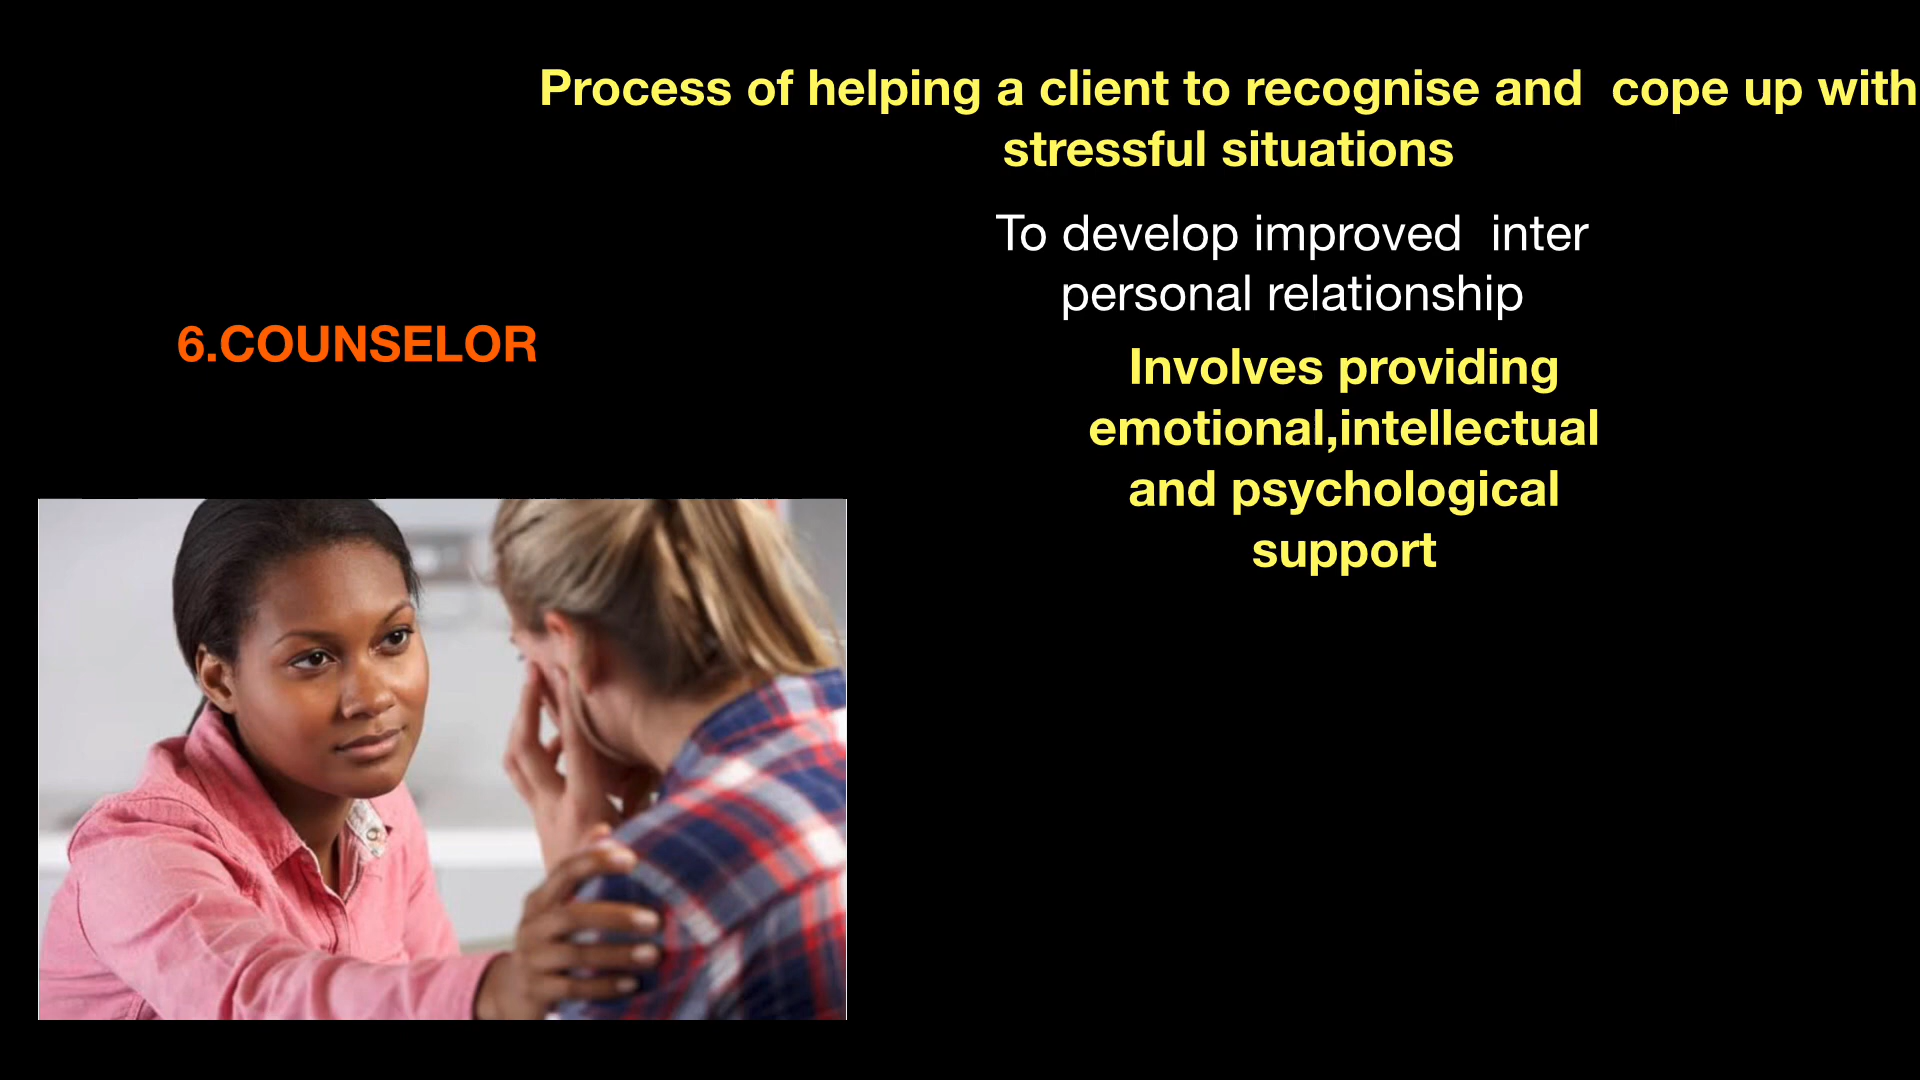 Process of helping a client to recognise and  cope up with
stressful situations
To develop improved  inter
personal relationship
6.COUNSELOR
Involves providing
emotional,intellectual
and psychological
support